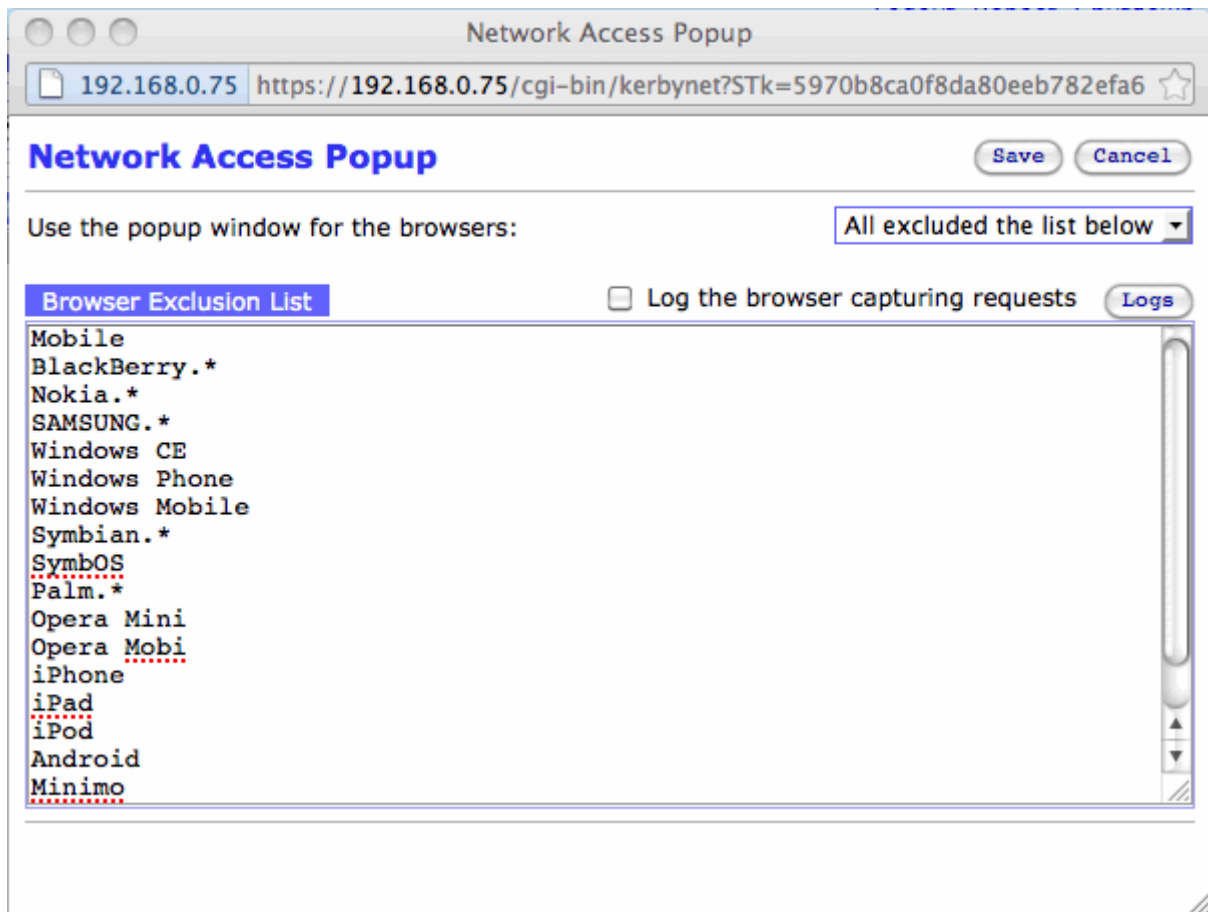 Network Access Popup
192.168.0.75 https://192.168.0.75/cgi-bin/kerbynet?STk=5970b8ca0f8da80eeb782efa6
Network Access Popup Save Cancel
Use the popup window for the browsers: All excluded the list below
Browser Exclusion List Log the browser capturing requests Logs
Mobile
BlackBerry.*
Nokia.*
SAMSUNG.*
Windows CE
Windows Phone
Windows Mobile
Symbian.*
SymbOS
Palm.*
Opera Mini
Opera Mobi
iPhone
iPad
iPod
Android
Minimo